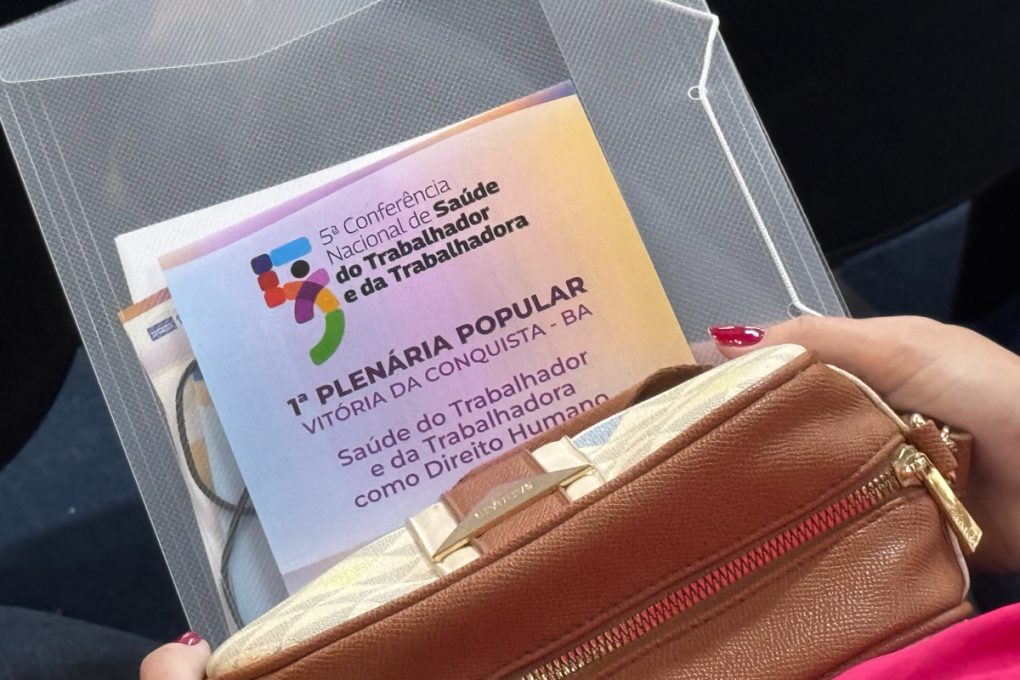 5ª Conferência
Nacional de Saúde
do Trabalhador
e da Trabalhadora
1ª PLENÁRIA POPULAR
VITÓRIA DA CONQUISTA - BA
Saúde do Trabalhador
e da Trabalhadora
como Direito Humano